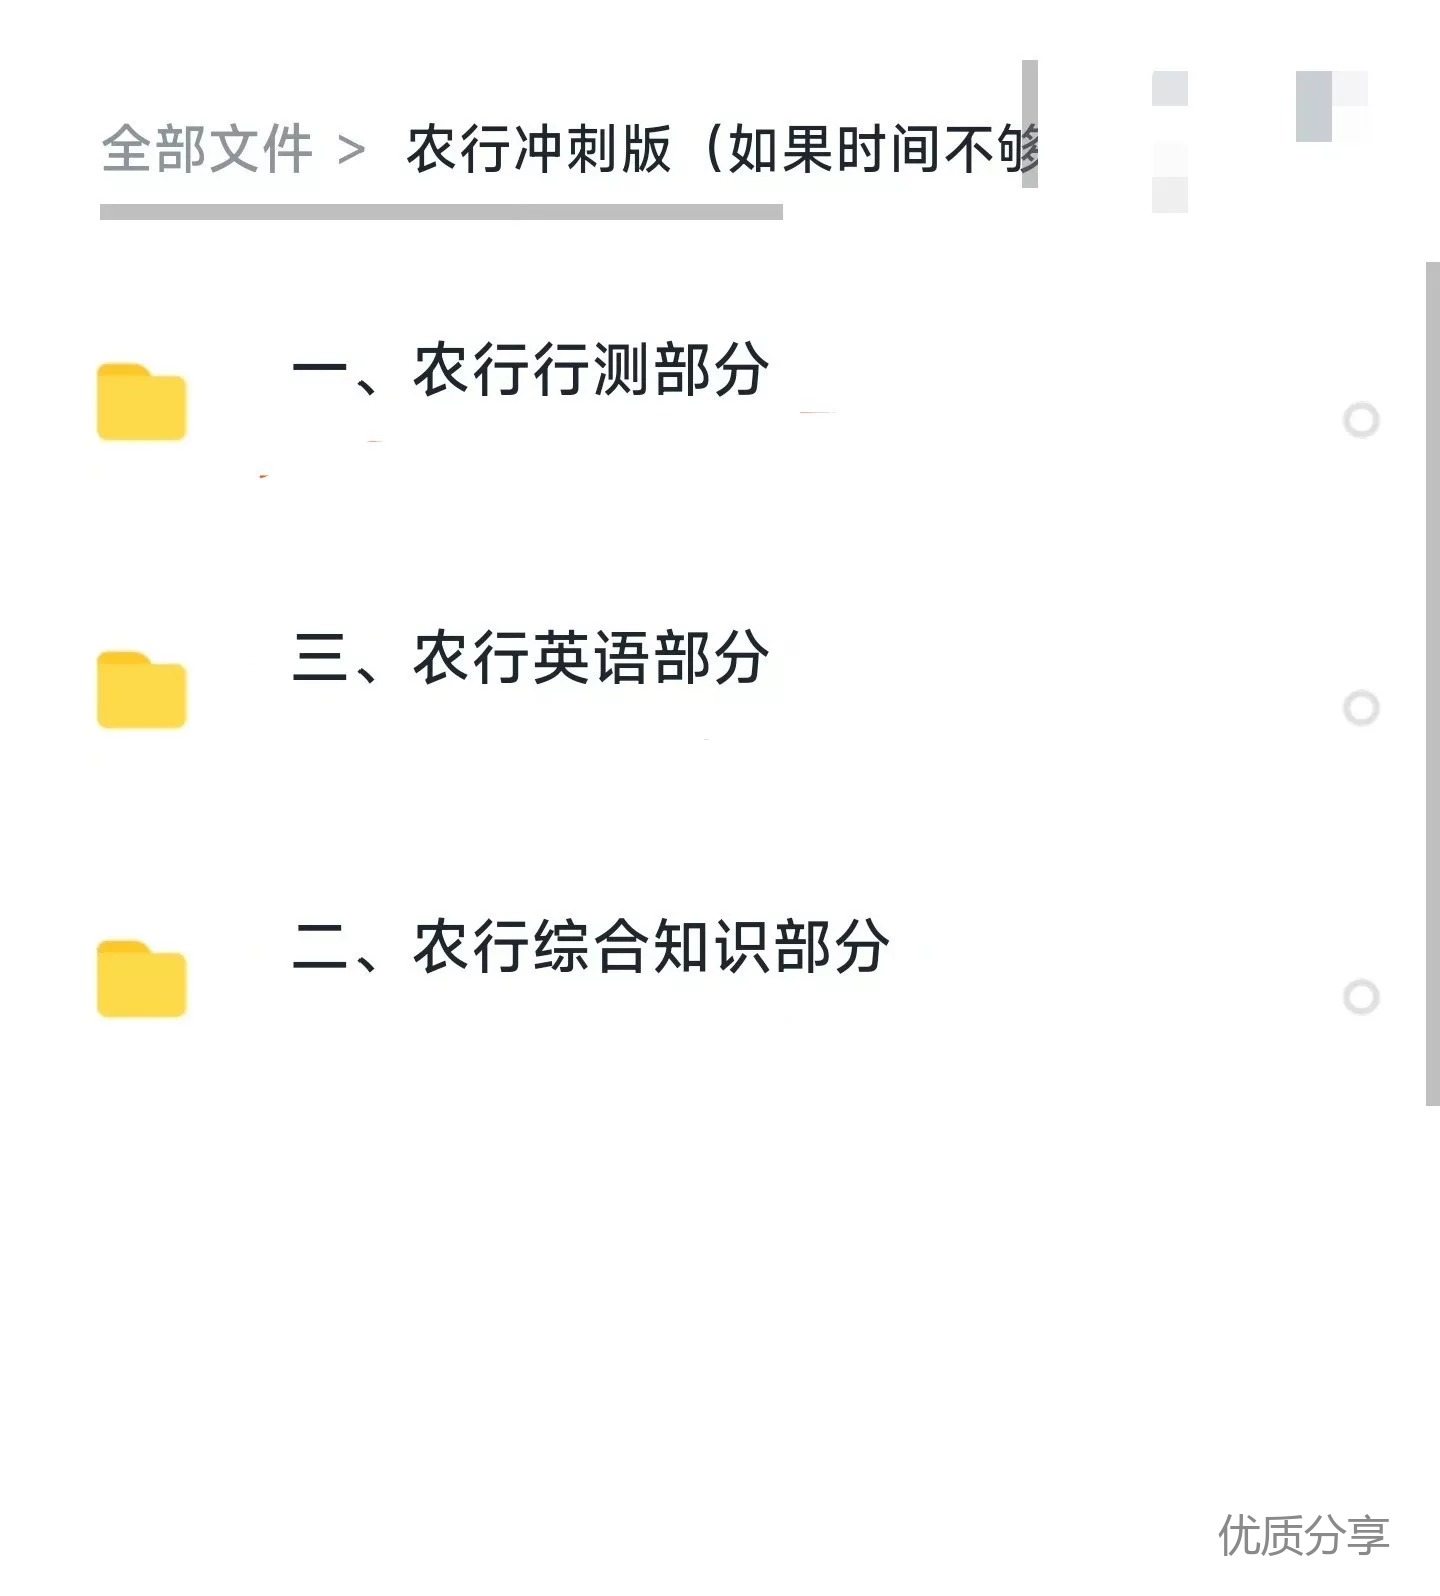 全部文件 > 农行冲刺版（如果时间不够
一、农行行测部分
三、农行英语部分
二、农行综合知识部分
优质分享